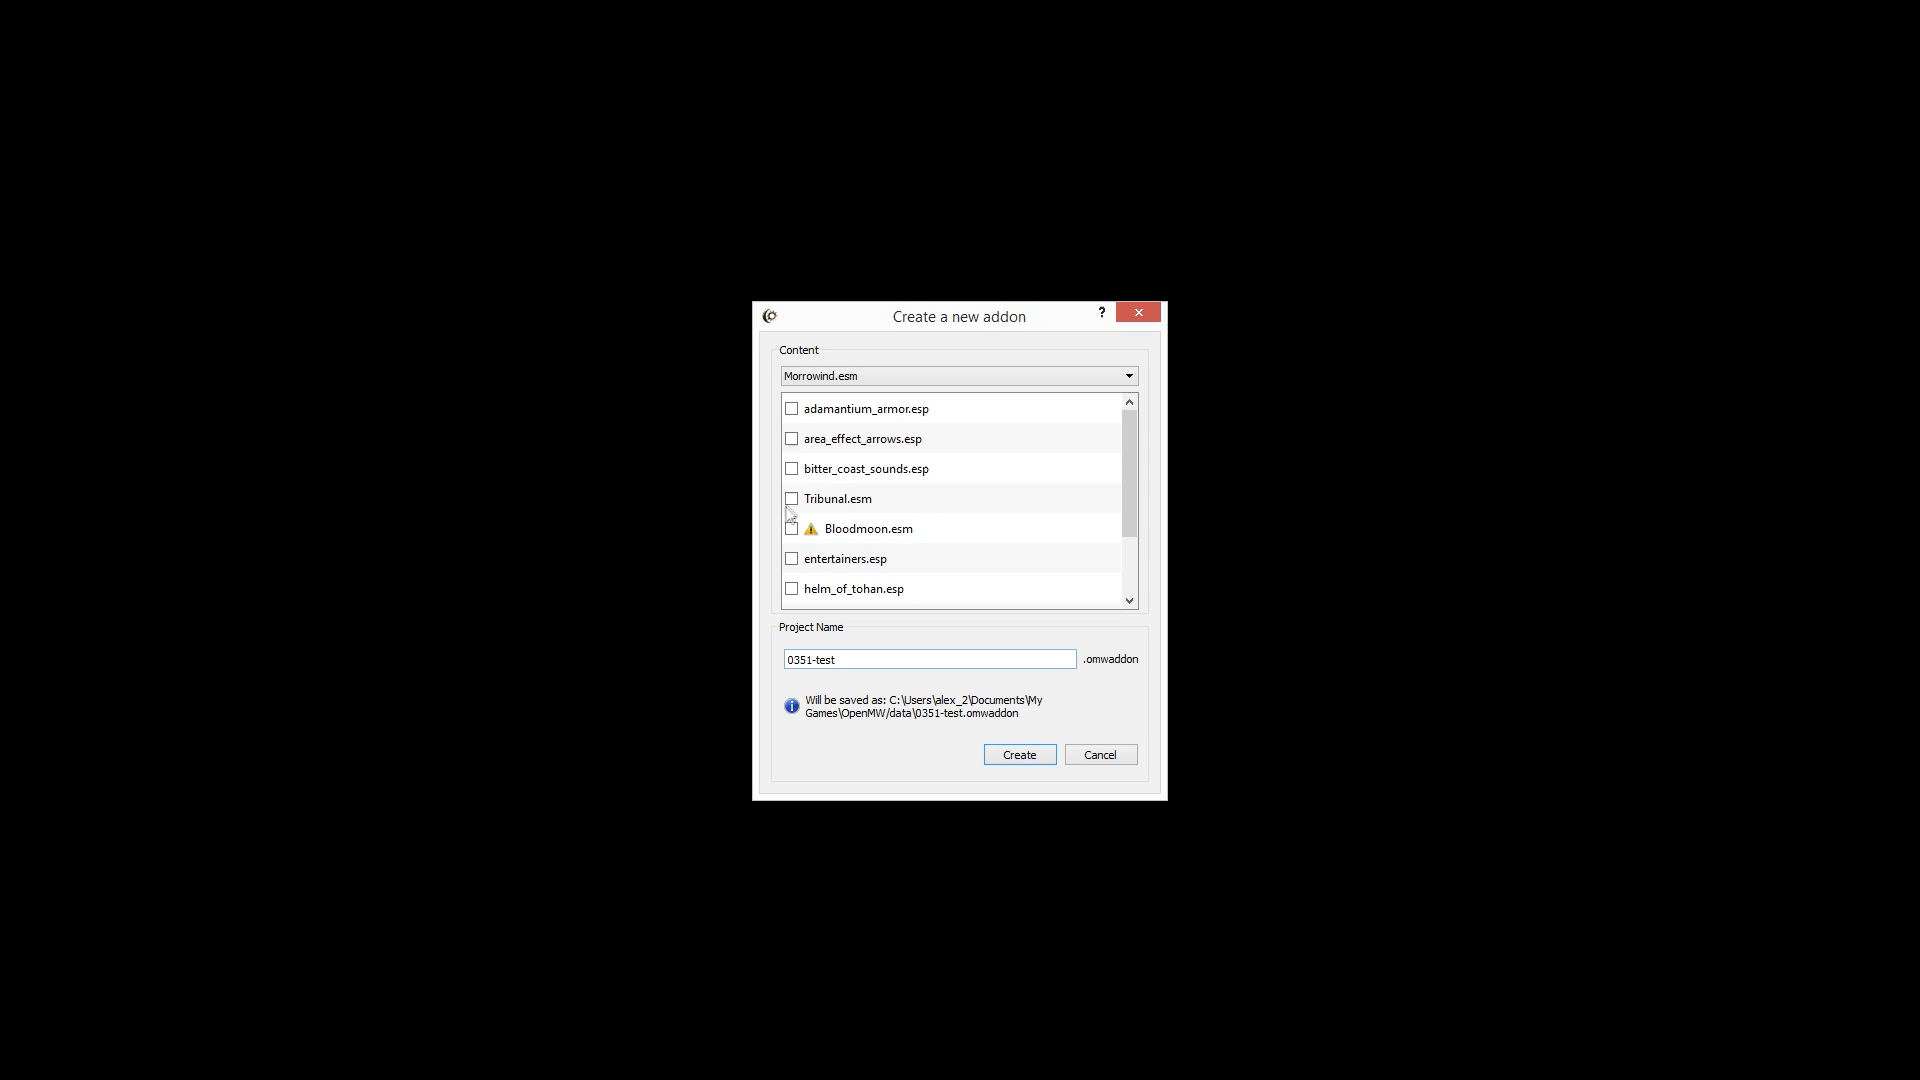 Create a new addon
?
Content
Morrowind.esm
adamantium_armor.esp
area_effect_arrows.esp
bitter_coast_sounds.esp
Tribunal.esm
Bloodmoon.esm
entertainers.esp
helm_of_tohan.esp
Project Name
0351-test .omwaddon
Will be saved as: C:\Users\alex_2\Documents\My
Games\OpenMW/data\0351-test.omwaddon
Create Cancel